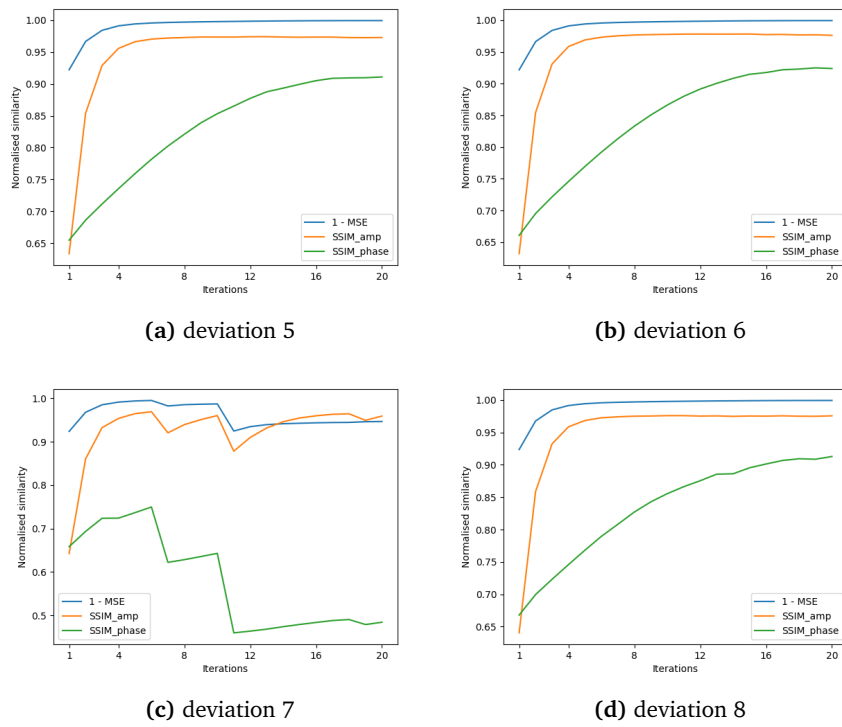 1.00
0.95
0.90
0.85
0.80
0.75
0.70
0.65
Normalised similarity
1 - MSE
SSIM_amp
SSIM_phase
1 4 8 12 16 20
Iterations
(a) deviation 5
1.00
0.95
0.90
0.85
0.80
0.75
0.70
0.65
Normalised similarity
1 - MSE
SSIM_amp
SSIM_phase
1 4 8 12 16 20
Iterations
(b) deviation 6
1.0
0.9
0.8
0.7
0.6
0.5
Normalised similarity
1 - MSE
SSIM_amp
SSIM_phase
1 4 8 12 16 20
Iterations
(c) deviation 7
1.00
0.95
0.90
0.85
0.80
0.75
0.70
0.65
Normalised similarity
1 - MSE
SSIM_amp
SSIM_phase
1 4 8 12 16 20
Iterations
(d) deviation 8